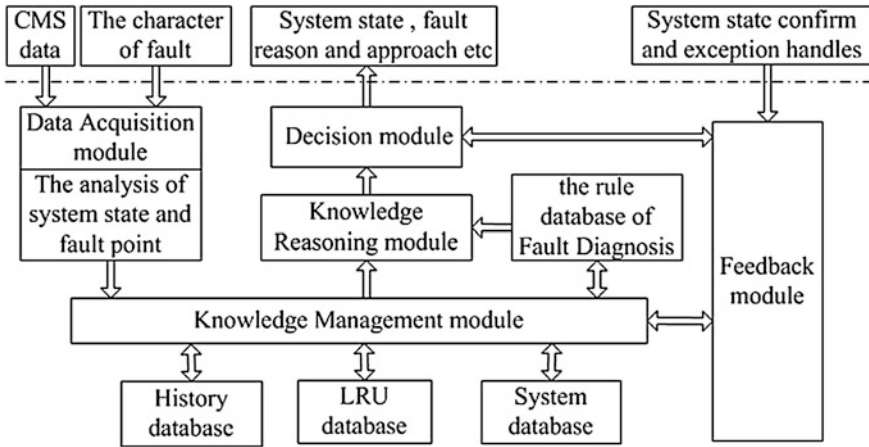 CMS
data
The character
of fault
System state , fault
reason and approach etc
System state confirm
and exception handles
Data Acquisition
module
The analysis of
system state and
fault point
Decision module
Knowledge
Reasoning module
the rule
database of
Fault Diagnosis
Feedback
module
Knowledge Management module
History
database
LRU
database
System
database